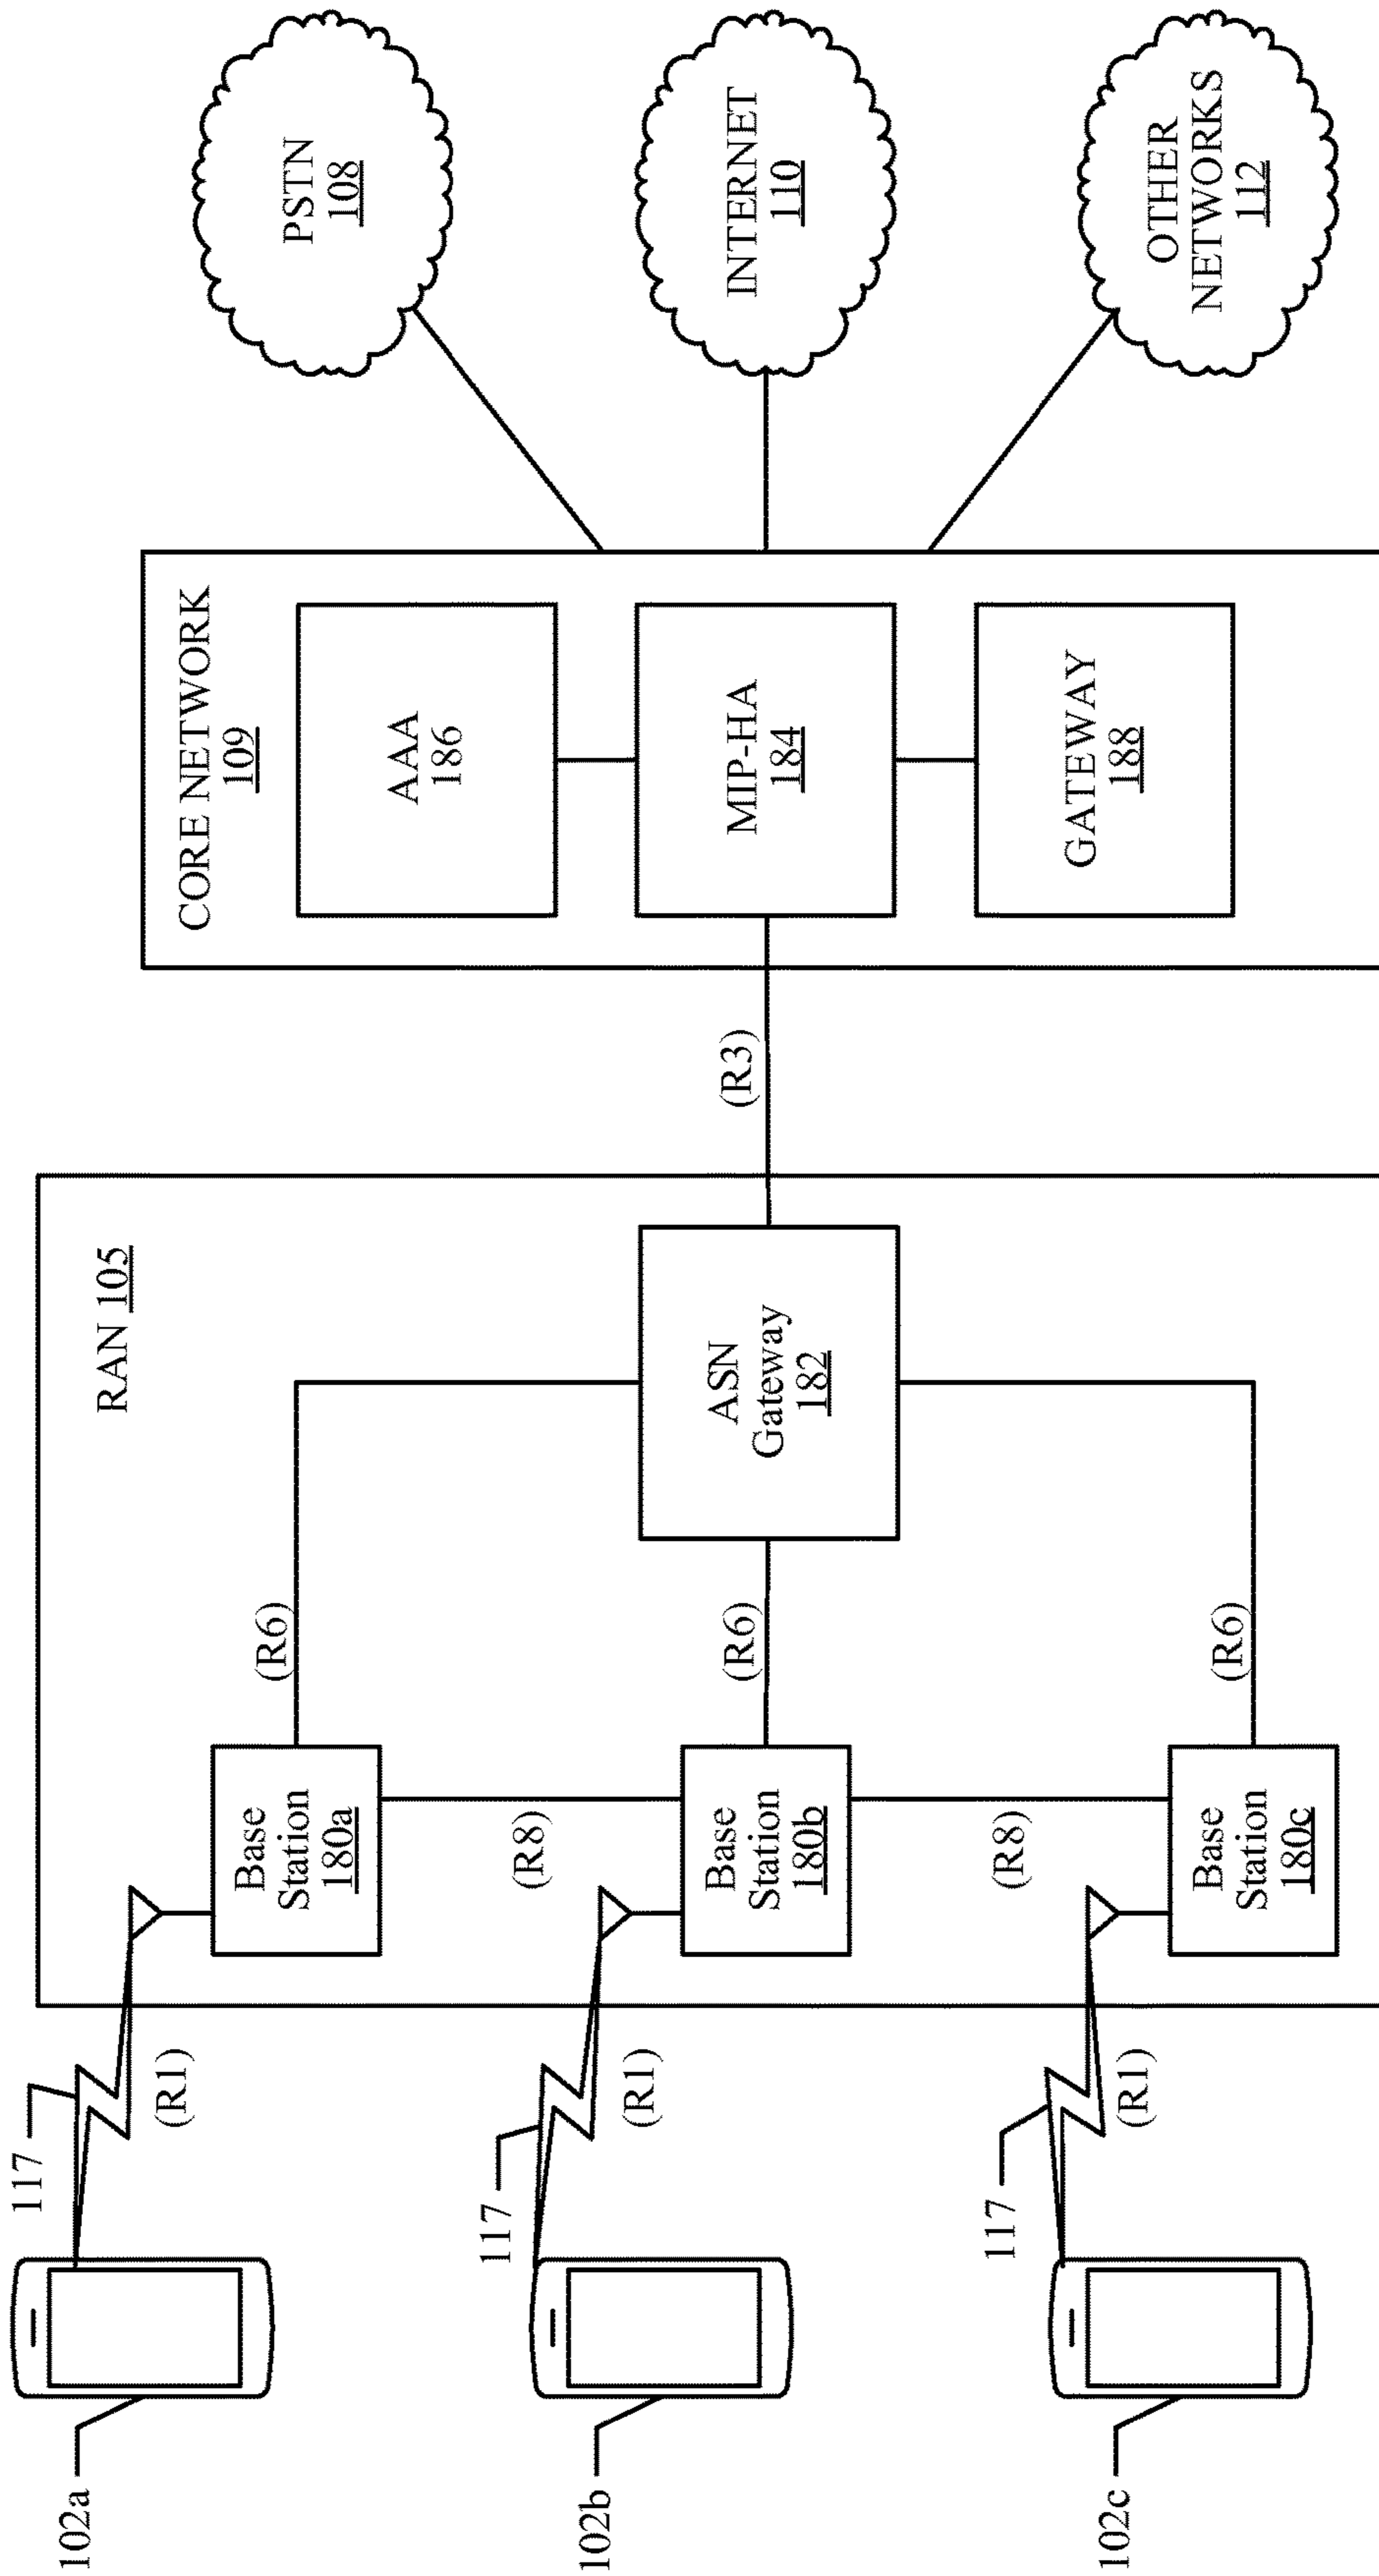 102a
117
(R1)
RAN 105
Base
Station
180a
(R6)
(R8)
102b
117
(R1)
Base
Station
180b
(R6)
ASN
Gateway
182
(R3)
(R8)
102c
117
(R1)
Base
Station
180c
(R6)
CORE NETWORK
109
AAA
186
MIP-HA
184
GATEWAY
188
PSTN
108
INTERNET
110
OTHER
NETWORKS
112